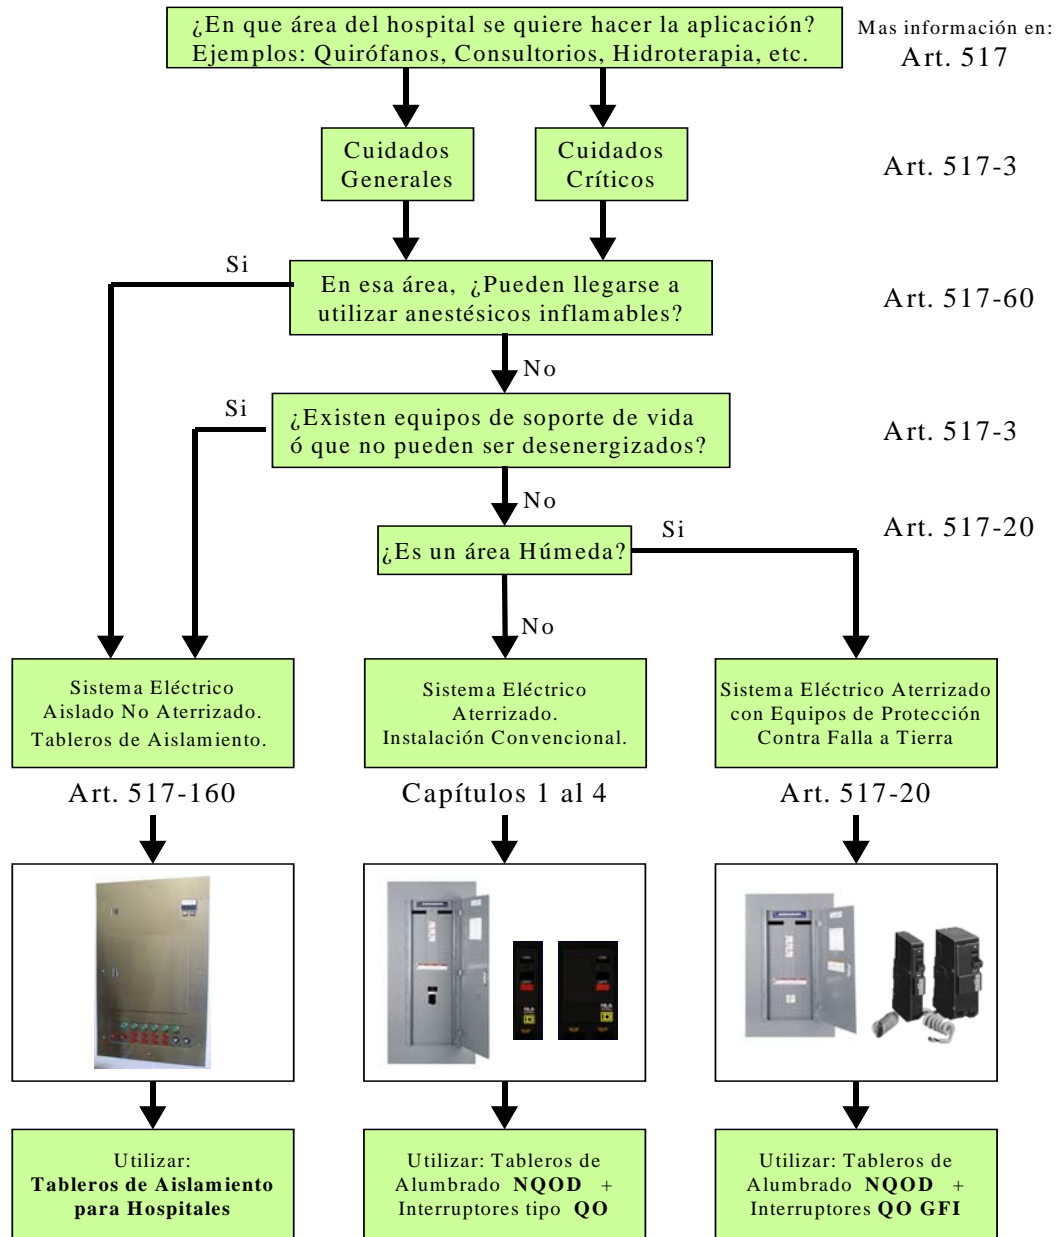 ¿En que área del hospital se quiere hacer la aplicación?
Ejemplos: Quirófanos, Consultorios, Hidroterapia, etc.
Mas información en:
Art. 517
Cuidados
Generales
Cuidados
Críticos
Art. 517-3
Si
En esa área, ¿Pueden llegarse a
utilizar anestésicos inflamables?
Art. 517-60
No
Si
¿Existen equipos de soporte de vida
ó que no pueden ser desenergizados?
Art. 517-3
No
¿Es un área Húmeda?
Si
Art. 517-20
No
Sistema Eléctrico
Aislado No Aterrizado.
Tableros de Aislamiento.
Sistema Eléctrico
Aterrizado.
Instalación Convencional.
Sistema Eléctrico Aterrizado
con Equipos de Protección
Contra Falla a Tierra
Art. 517-160
Capítulos 1 al 4
Art. 517-20
Utilizar:
Tableros de Aislamiento
para Hospitales
Utilizar: Tableros de
Alumbrado NQOD +
Interruptores tipo QO
Utilizar: Tableros de
Alumbrado NQOD +
Interruptores QO GFI